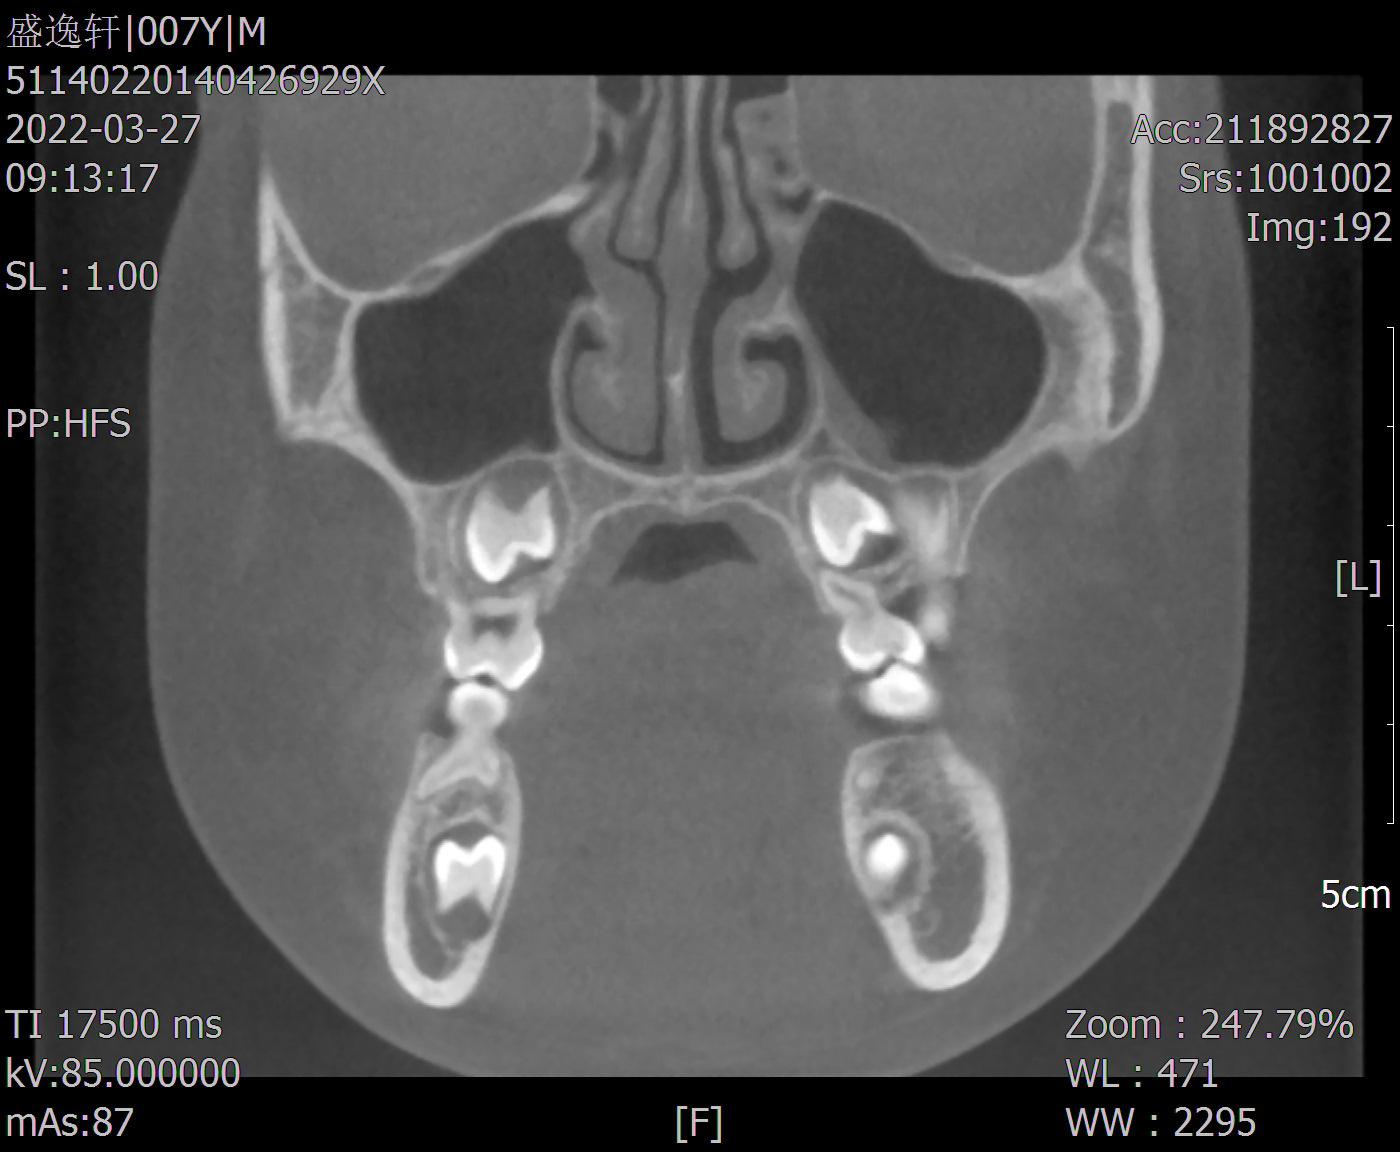 盛逸轩|007Y|M
51140220140426929X
2022-03-27
09:13:17
Acc:211892827
Srs:1001002
Img:192
SL : 1.00
PP:HFS
[L]
5cm
TI 17500 ms
kV:85.000000
mAs:87
[F]
Zoom : 247.79%
WL : 471
WW : 2295